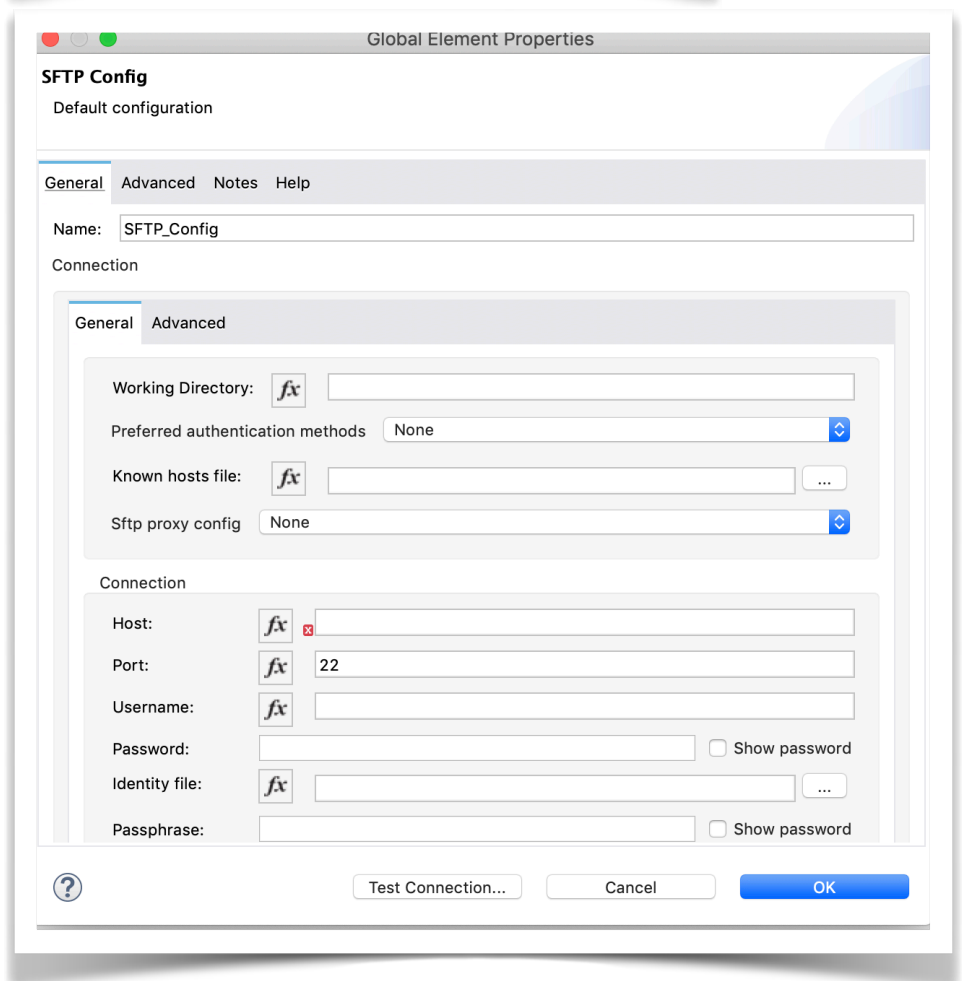 Global Element Properties
SFTP Config
Default configuration
General Advanced Notes Help
Name: SFTP_Config
Connection
General Advanced
Working Directory: fx
Preferred authentication methods None
Known hosts file: fx ...
Sftp proxy config None
Connection
Host: fx x
Port: fx 22
Username: fx
Password: Show password
Identity file: fx ...
Passphrase: Show password
? Test Connection... Cancel OK